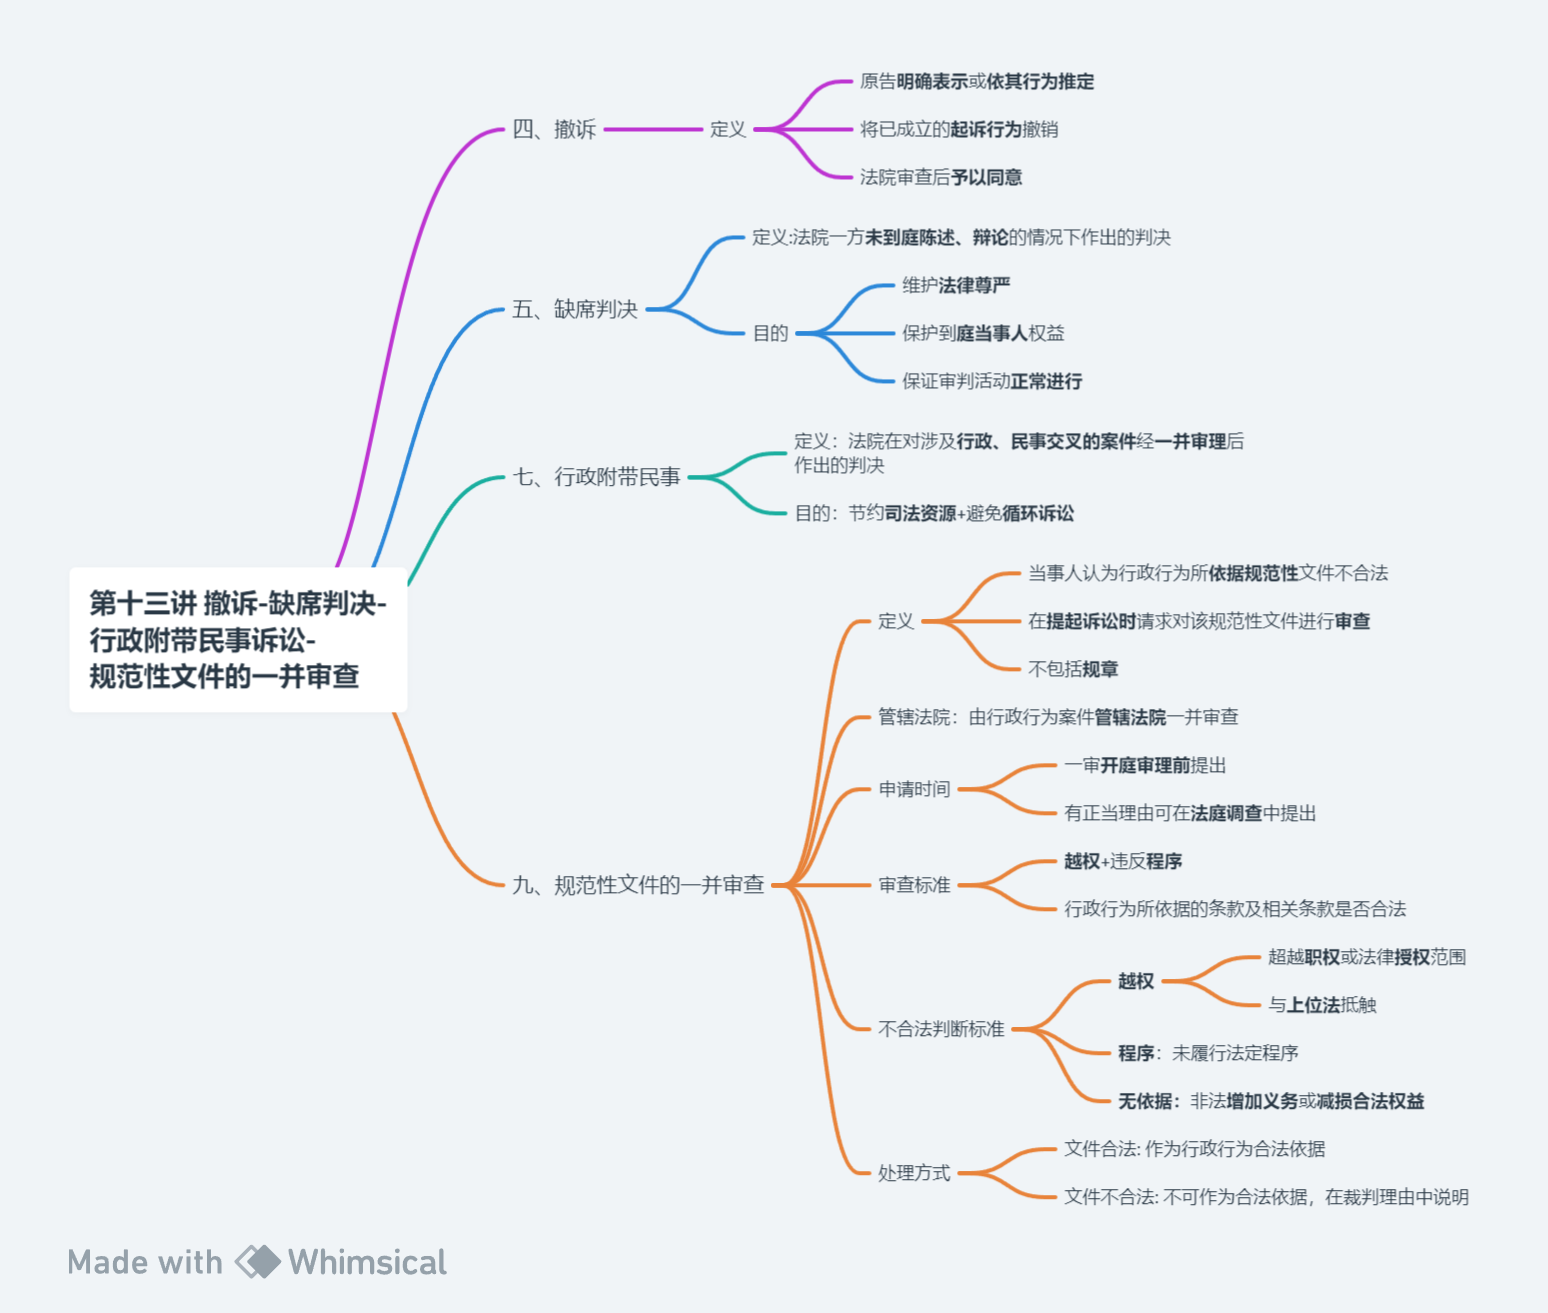 四、撤诉
定义
原告明确表示或依其行为推定
将已成立的起诉行为撤销
法院审查后予以同意
五、缺席判决
定义:法院一方未到庭陈述、辩论的情况下作出的判决
目的
维护法律尊严
保护到庭当事人权益
保证审判活动正常进行
七、行政附带民事
定义：法院在对涉及行政、民事交叉的案件经一并审理后
作出的判决
目的：节约司法资源+避免循环诉讼
第十三讲 撤诉-缺席判决-
行政附带民事诉讼-
规范性文件的一并审查
九、规范性文件的一并审查
定义
当事人认为行政行为所依据规范性文件不合法
在提起诉讼时请求对该规范性文件进行审查
不包括规章
管辖法院：由行政行为案件管辖法院一并审查
申请时间
一审开庭审理前提出
有正当理由可在法庭调查中提出
审查标准
越权+违反程序
行政行为所依据的条款及相关条款是否合法
不合法判断标准
越权
超越职权或法律授权范围
与上位法抵触
程序：未履行法定程序
无依据：非法增加义务或减损合法权益
处理方式
文件合法: 作为行政行为合法依据
文件不合法: 不可作为合法依据，在裁判理由中说明
Made with Whimsical